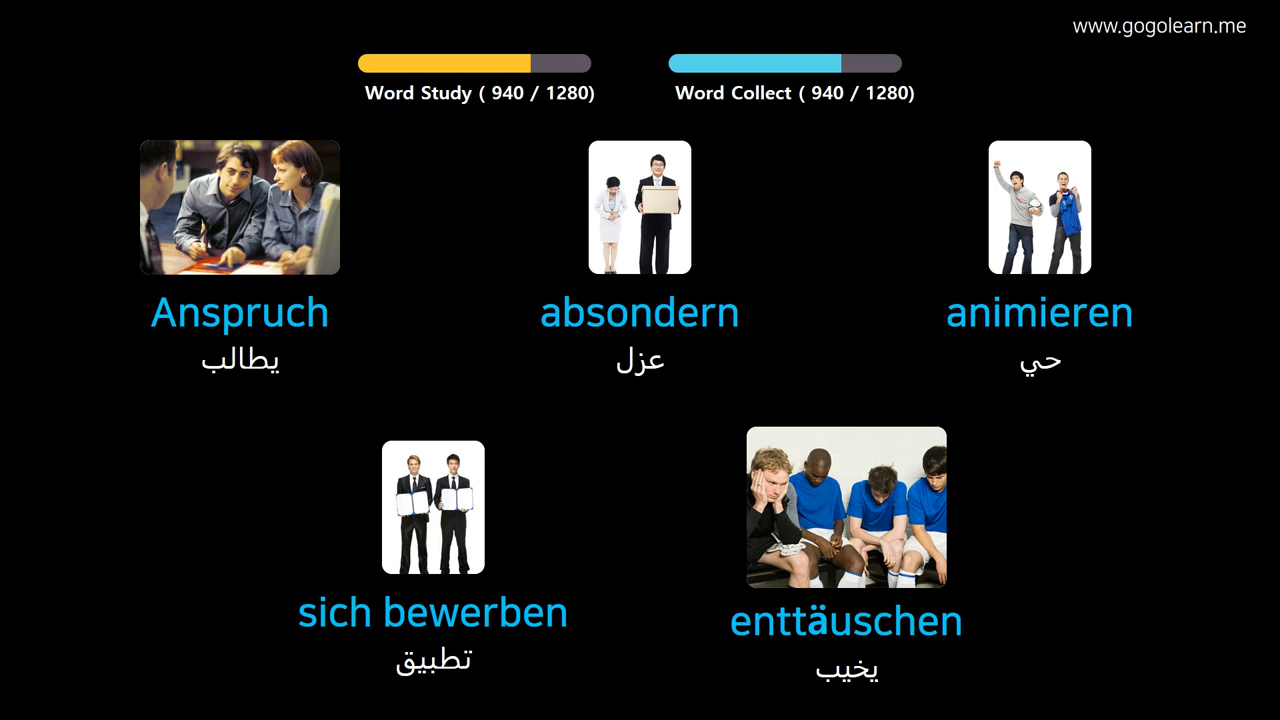 www.gogolearn.me
Word Study ( 940 / 1280)
Word Collect ( 940 / 1280)
Anspruch
يطالب
absondern
عزل
animieren
حي
sich bewerben
تطبيق
enttäuschen
يخيب